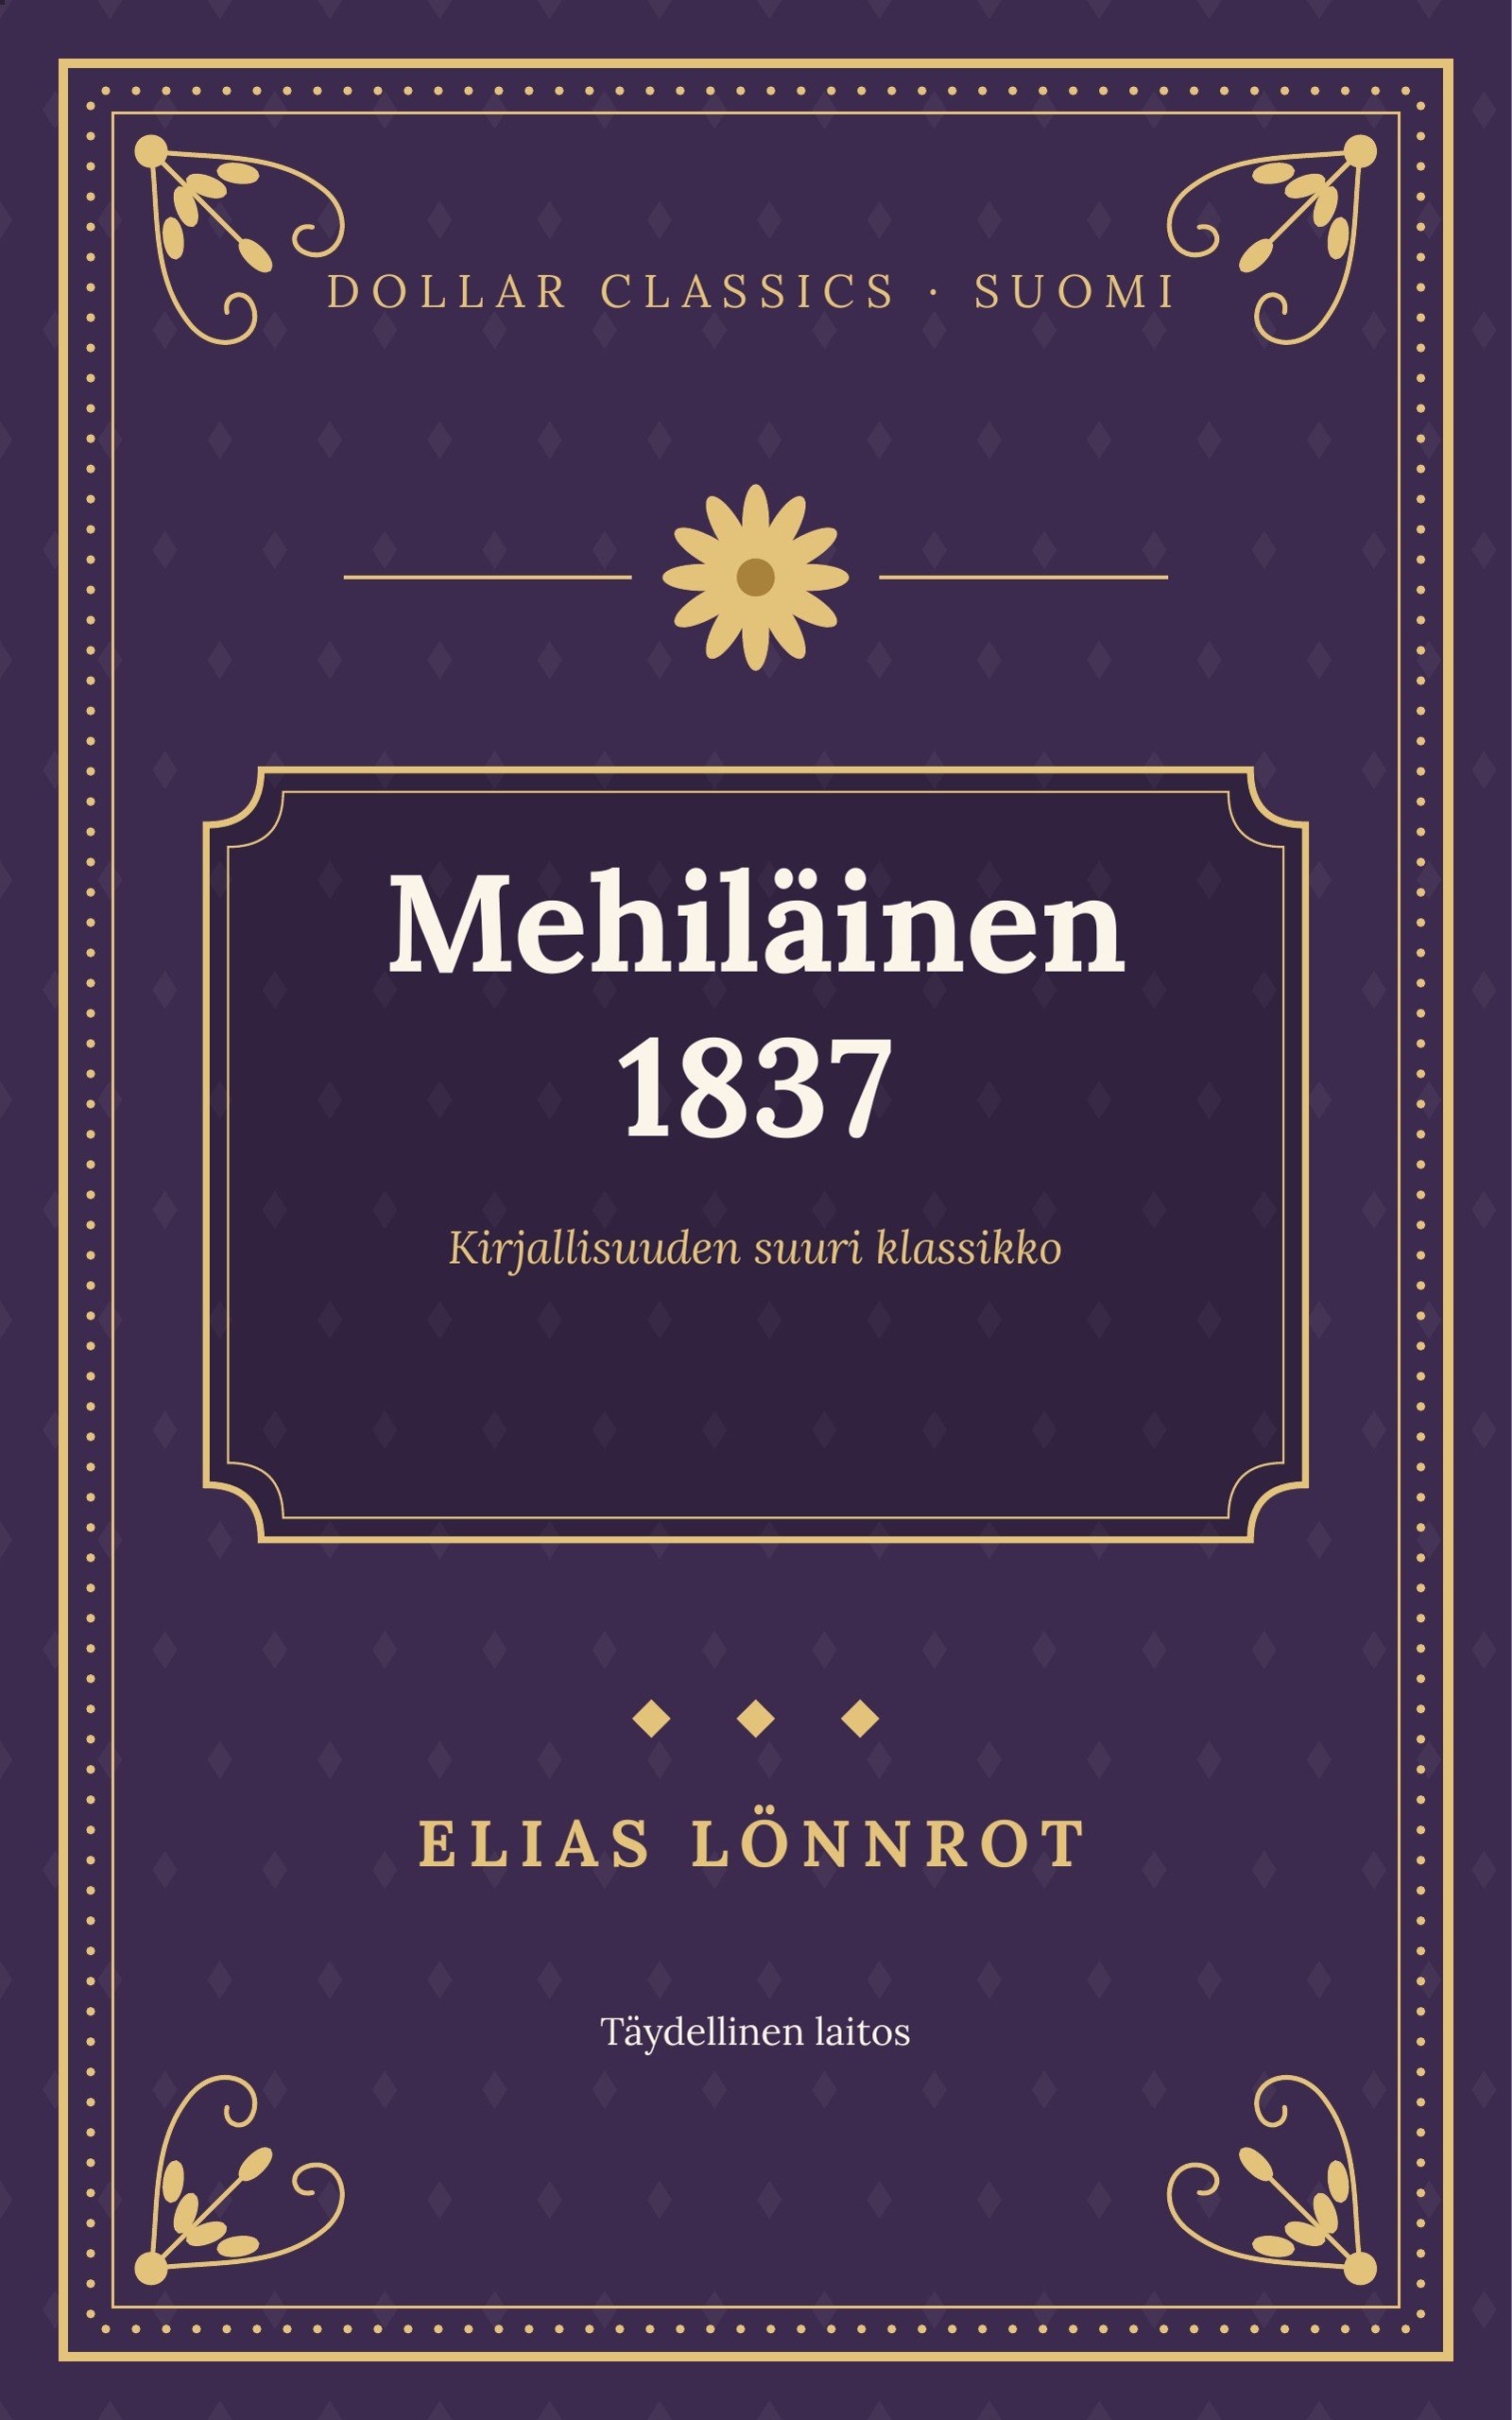 DOLLAR CLASSICS · SUOMI
Mehiläinen
1837
Kirjallisuuden suuri klassikko
ELIAS LÖNNROT
Täydellinen laitos